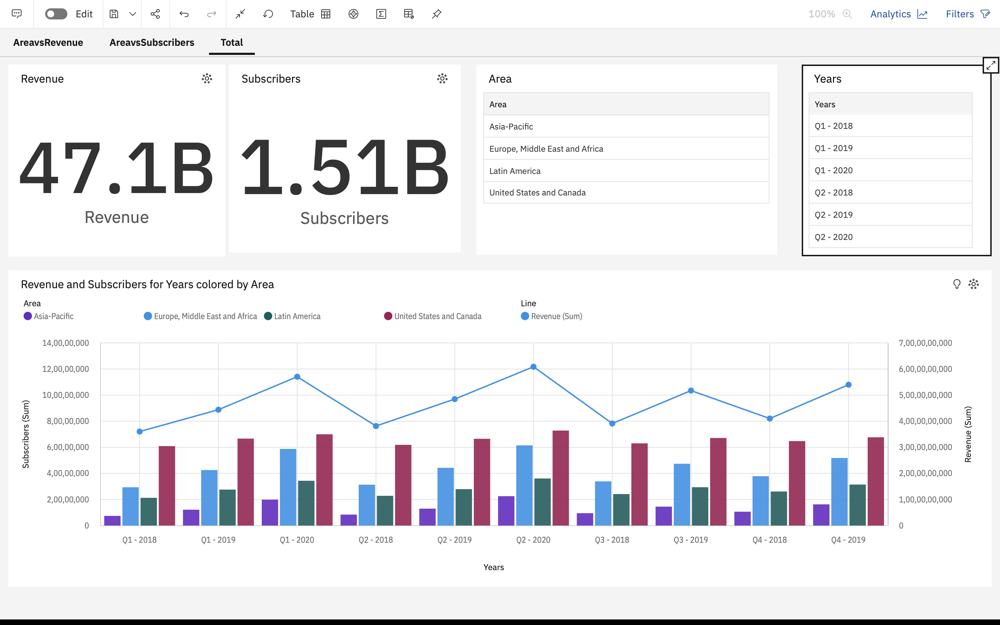 Edit
Table
100%
Analytics
Filters
AreavsRevenue
AreavsSubscribers
Total
Revenue
47.1B
Revenue
Subscribers
1.51B
Subscribers
Area
Area
Asia-Pacific
Europe, Middle East and Africa
Latin America
United States and Canada
Years
Years
Q1 - 2018
Q1 - 2019
Q1 - 2020
Q2 - 2018
Q2 - 2019
Q2 - 2020
Revenue and Subscribers for Years colored by Area
Area
Asia-Pacific
Europe, Middle East and Africa
Latin America
United States and Canada
Line
Revenue (Sum)
Subscribers (Sum)
14,00,00,000
12,00,00,000
10,00,00,000
8,00,00,000
6,00,00,000
4,00,00,000
2,00,00,000
0
7,00,00,00,000
6,00,00,00,000
5,00,00,00,000
4,00,00,00,000
3,00,00,00,000
2,00,00,00,000
1,00,00,00,000
0
Revenue (Sum)
Q1 - 2018
Q1 - 2019
Q1 - 2020
Q2 - 2018
Q2 - 2019
Q2 - 2020
Q3 - 2018
Q3 - 2019
Q4 - 2018
Q4 - 2019
Years